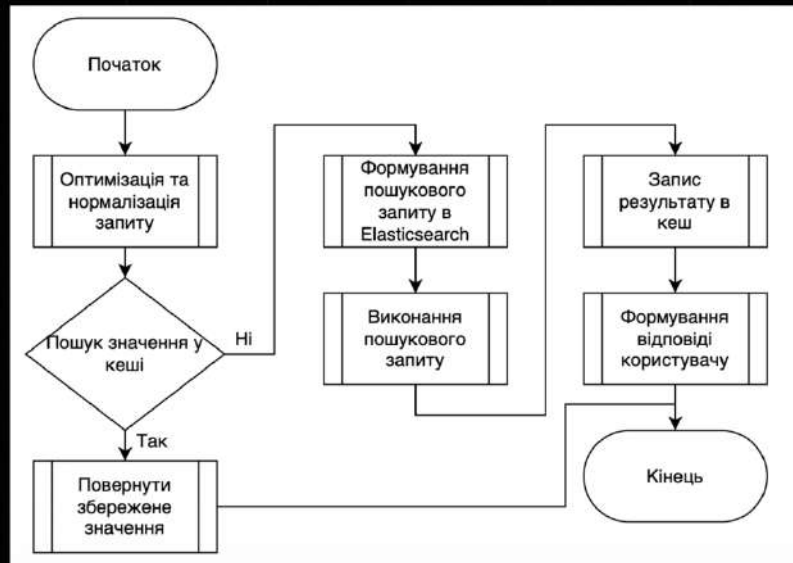 Початок
Оптимізація та
нормалізація
запиту
Пошук значення у
кеші
Ні
Так
Повернути
збережене
значення
Формування
пошукового
запиту в
Elasticsearch
Виконання
пошукового
запиту
Запис
результату в
кеш
Формування
відповіді
користувачу
Кінець